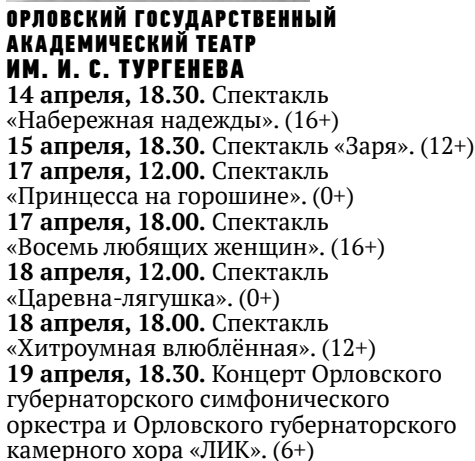 ОРЛОВСКИЙ ГОСУДАРСТВЕННЫЙ
АКАДЕМИЧЕСКИЙ ТЕАТР
ИМ. И. С. ТУРГЕНЕВА
14 апреля, 18.30. Спектакль
«Набережная надежды». (16+)
15 апреля, 18.30. Спектакль «Заря». (12+)
17 апреля, 12.00. Спектакль
«Принцесса на горошине». (0+)
17 апреля, 18.00. Спектакль
«Восемь любящих женщин». (16+)
18 апреля, 12.00. Спектакль
«Царевна-лягушка». (0+)
18 апреля, 18.00. Спектакль
«Хитроумная влюблённая». (12+)
19 апреля, 18.30. Концерт Орловского
губернаторского симфонического
оркестра и Орловского губернаторского
камерного хора «ЛИК». (6+)